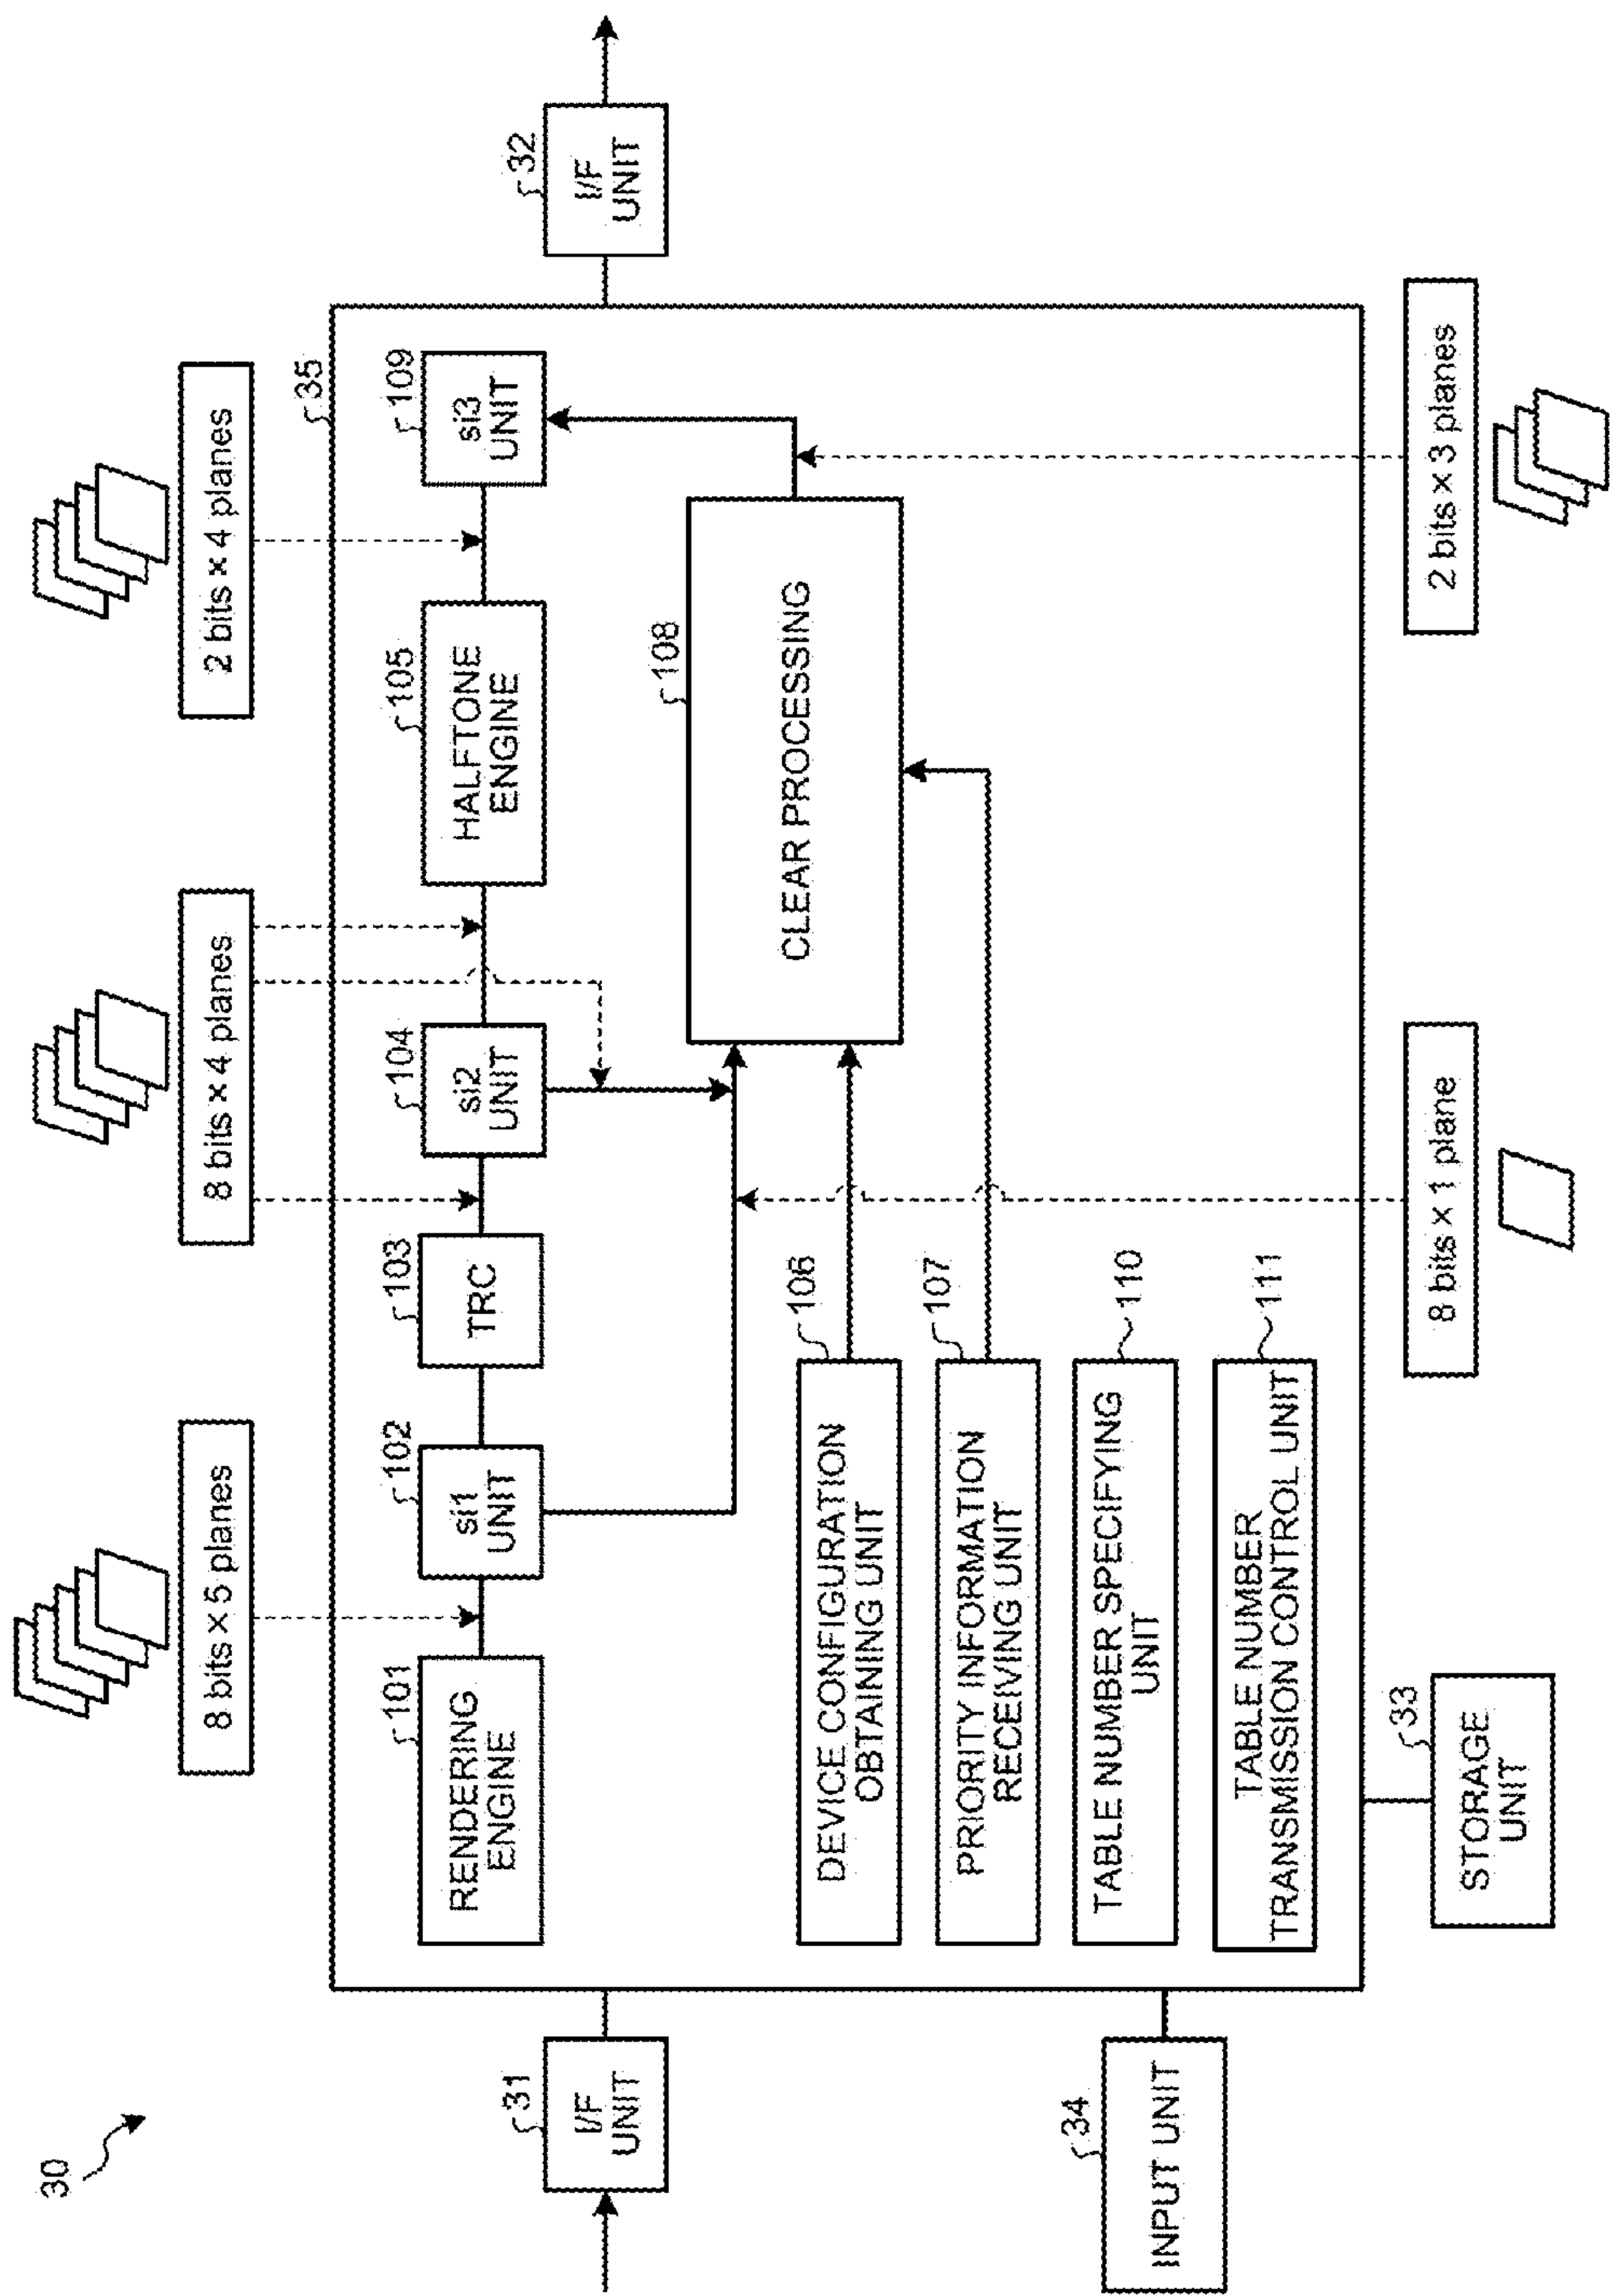 30
8 bits × 5 planes
8 bits × 4 planes
2 bits × 4 planes
35
31
I/F
UNIT
32
I/F
UNIT
101
RENDERING
ENGINE
102
si1
UNIT
103
TRC
104
si2
UNIT
105
HALFTONE
ENGINE
109
si3
UNIT
108
CLEAR PROCESSING
106
DEVICE CONFIGURATION
OBTAINING UNIT
107
PRIORITY INFORMATION
RECEIVING UNIT
110
TABLE NUMBER SPECIFYING
UNIT
111
TABLE NUMBER
TRANSMISSION CONTROL UNIT
34
INPUT UNIT
33
STORAGE
UNIT
8 bits × 1 plane
2 bits × 3 planes